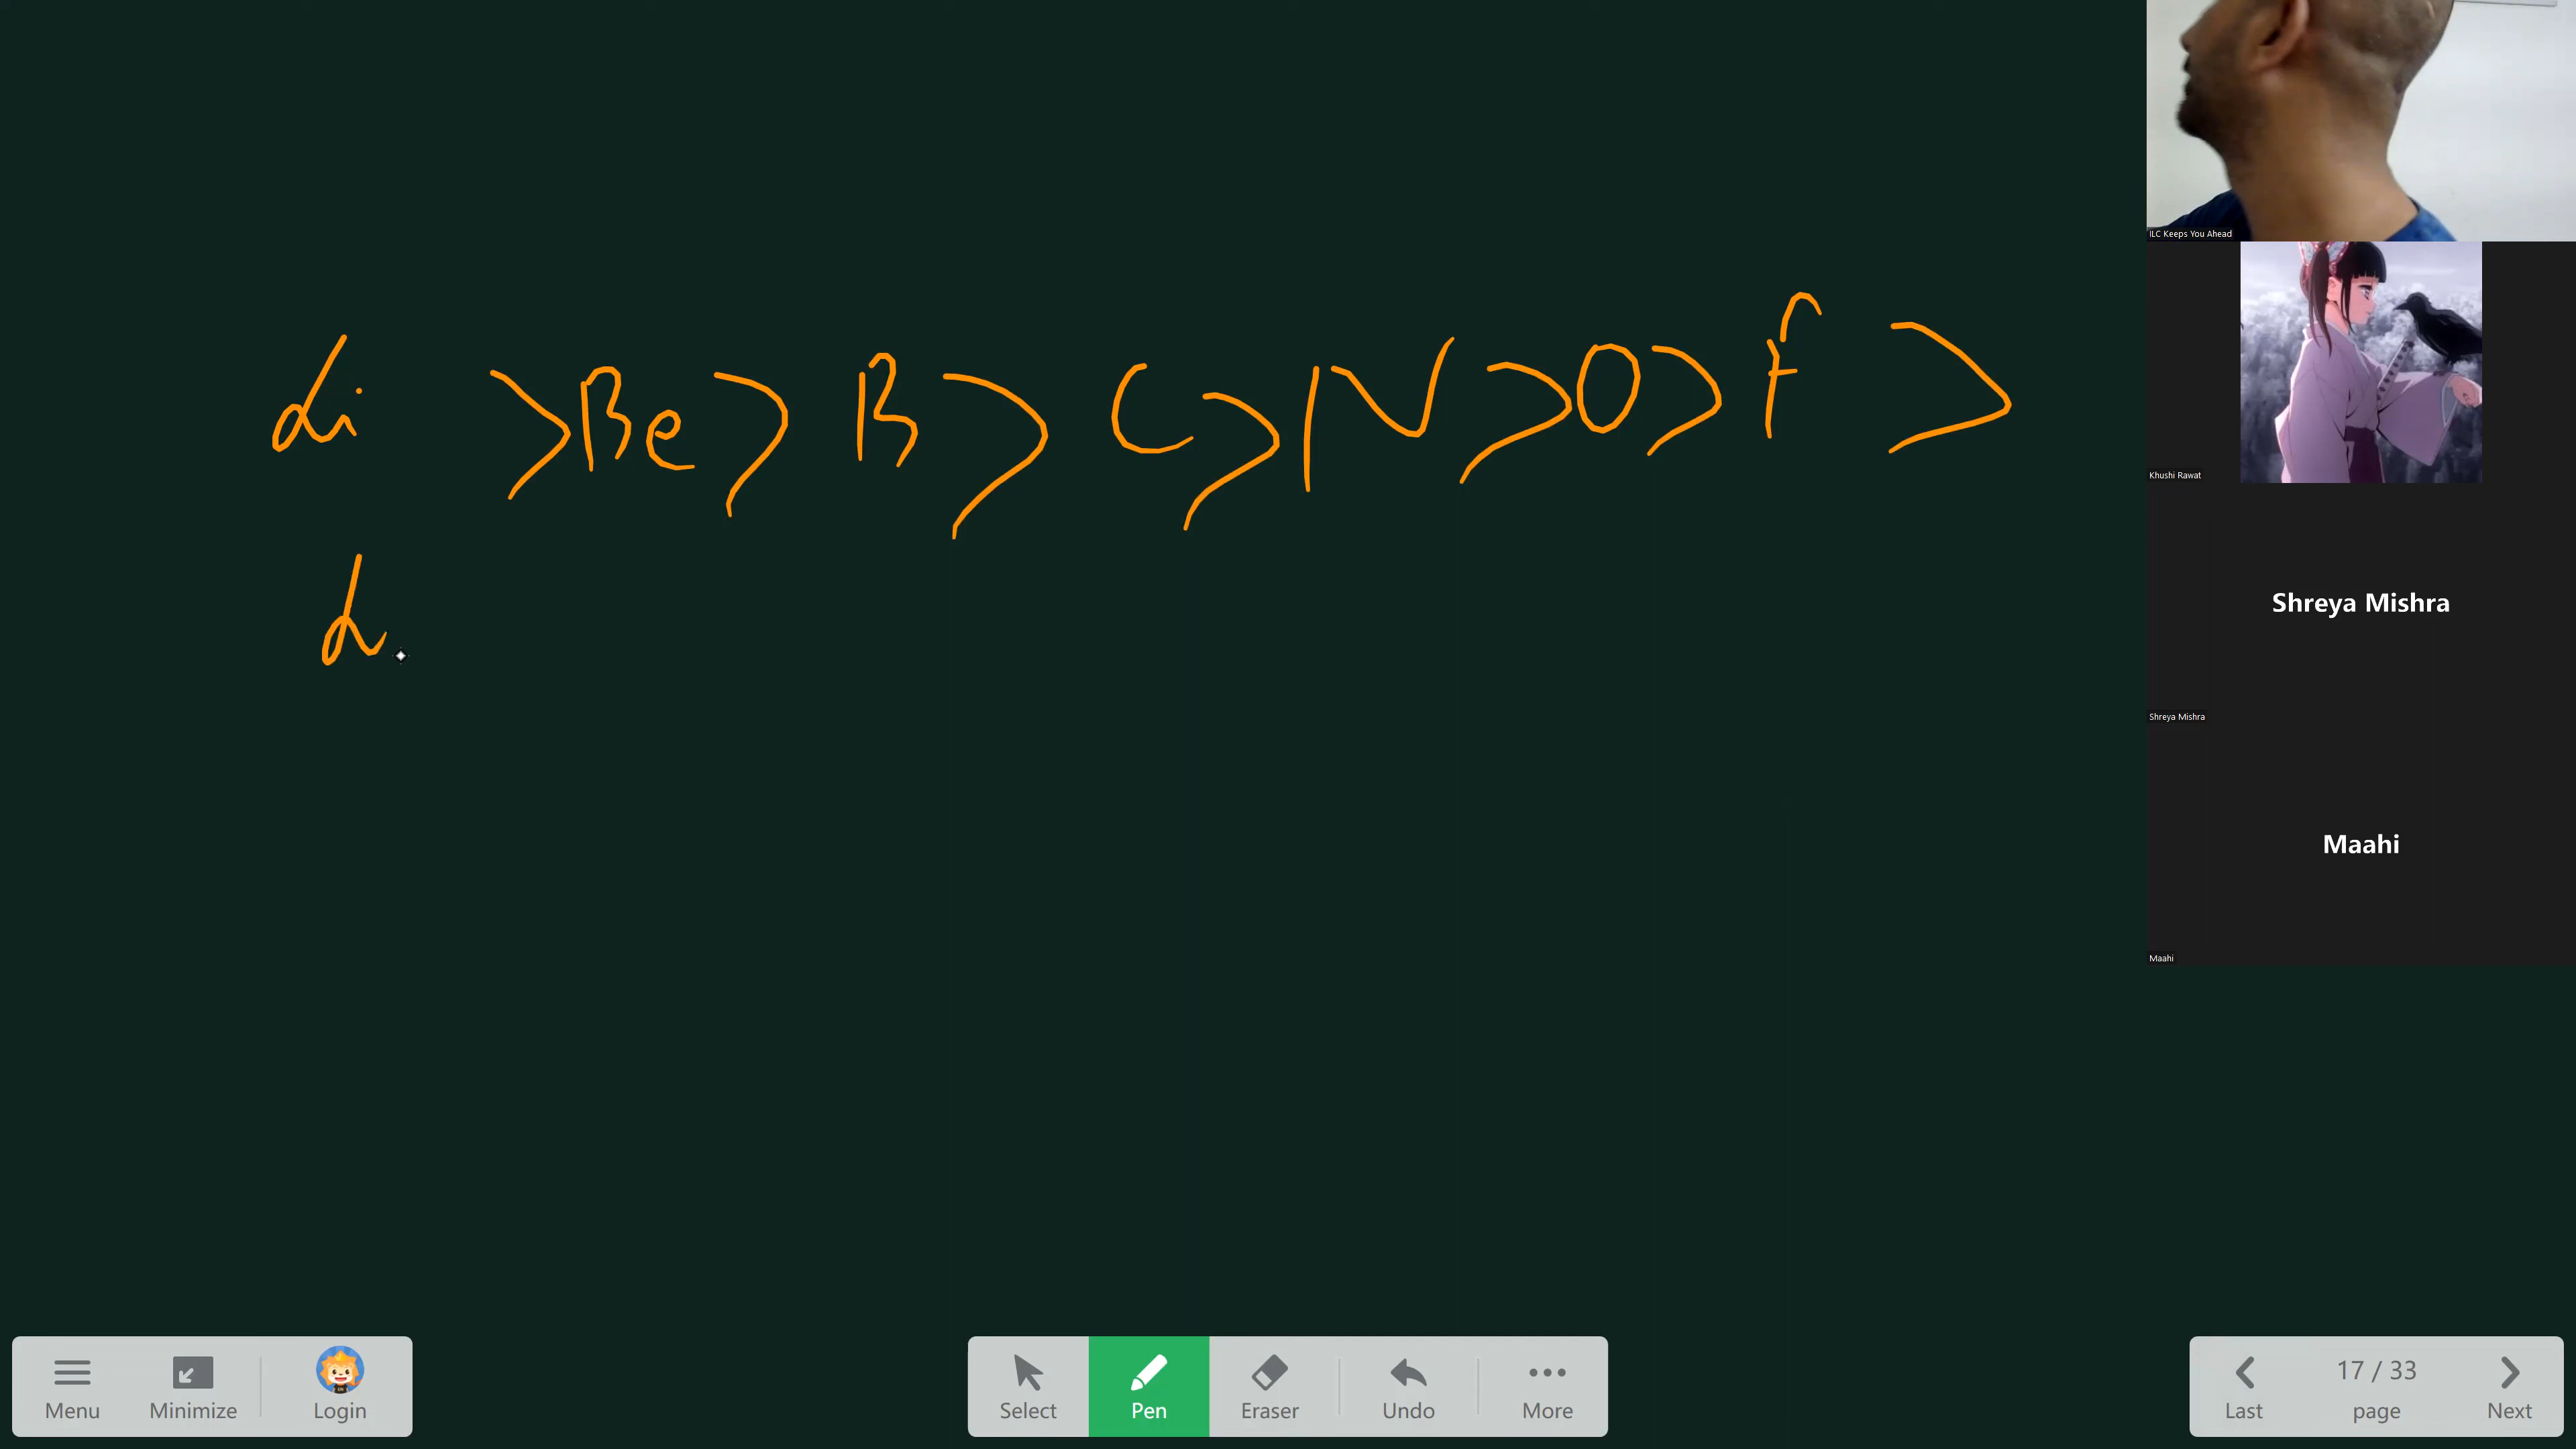 Li > Be > B > C > N > O > F >
L
ILC Keeps You Ahead
Khushi Rawat
Shreya Mishra
Shreya Mishra
Maahi
Maahi
Menu Minimize Login Select Pen Eraser Undo More Last 17 / 33 page Next